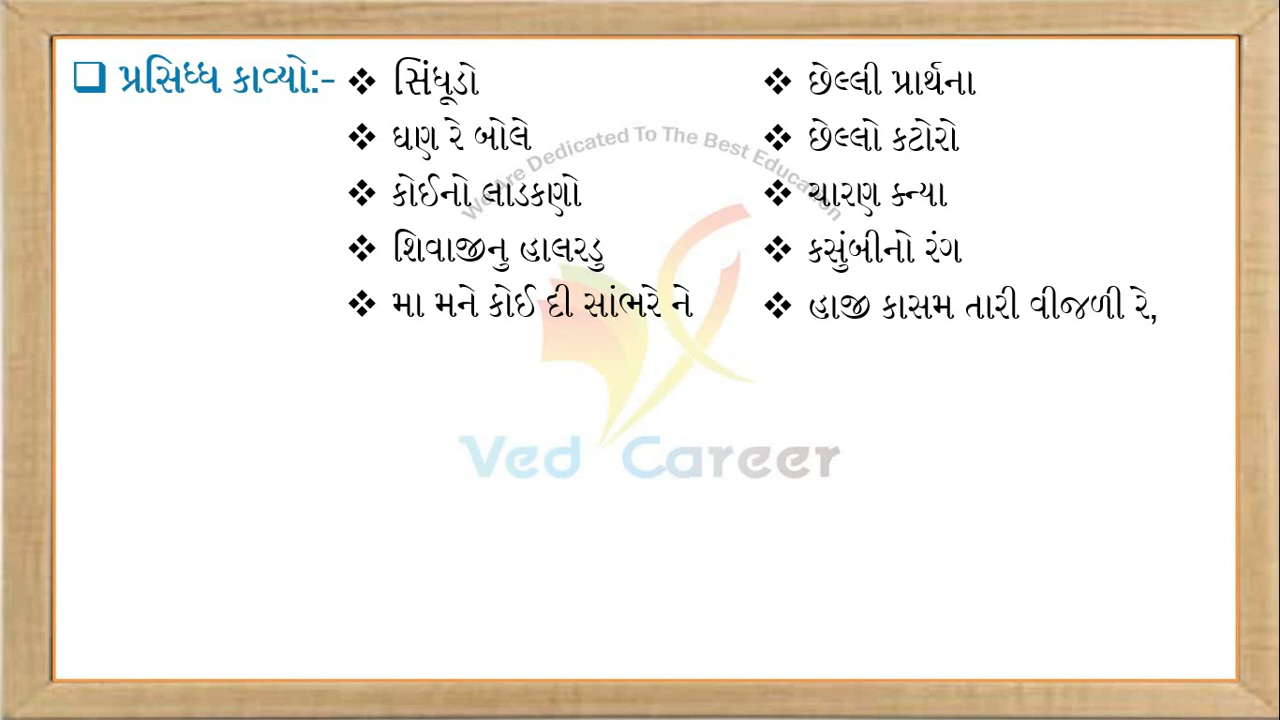 ❑ પ્રસિધ્ધ કાવ્યો:-
❖ સિંધૂડો
❖ ઘણ રે બોલે
❖ કોઈનો લાડકણો
❖ શિવાજીનુ હાલરડુ
❖ મા મને કોઈ દી સાંભરે ને
❖ છેલ્લી પ્રાર્થના
❖ છેલ્લો કટોરો
❖ ચારણ ક્ન્યા
❖ કસુંબીનો રંગ
❖ હાજી કાસમ તારી વીજળી રે,
We Are Dedicated To The Best Education
Ved Career